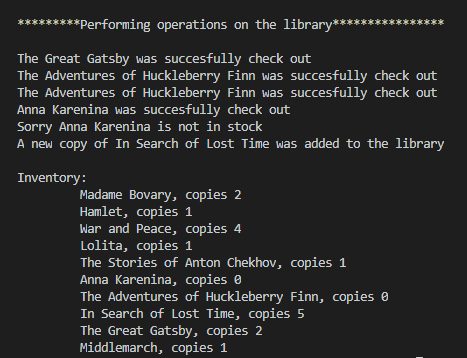 *********Performing operations on the library****************
The Great Gatsby was succesfully check out
The Adventures of Huckleberry Finn was succesfully check out
The Adventures of Huckleberry Finn was succesfully check out
Anna Karenina was succesfully check out
Sorry Anna Karenina is not in stock
A new copy of In Search of Lost Time was added to the library
Inventory:
Madame Bovary, copies 2
Hamlet, copies 1
War and Peace, copies 4
Lolita, copies 1
The Stories of Anton Chekhov, copies 1
Anna Karenina, copies 0
The Adventures of Huckleberry Finn, copies 0
In Search of Lost Time, copies 5
The Great Gatsby, copies 2
Middlemarch, copies 1